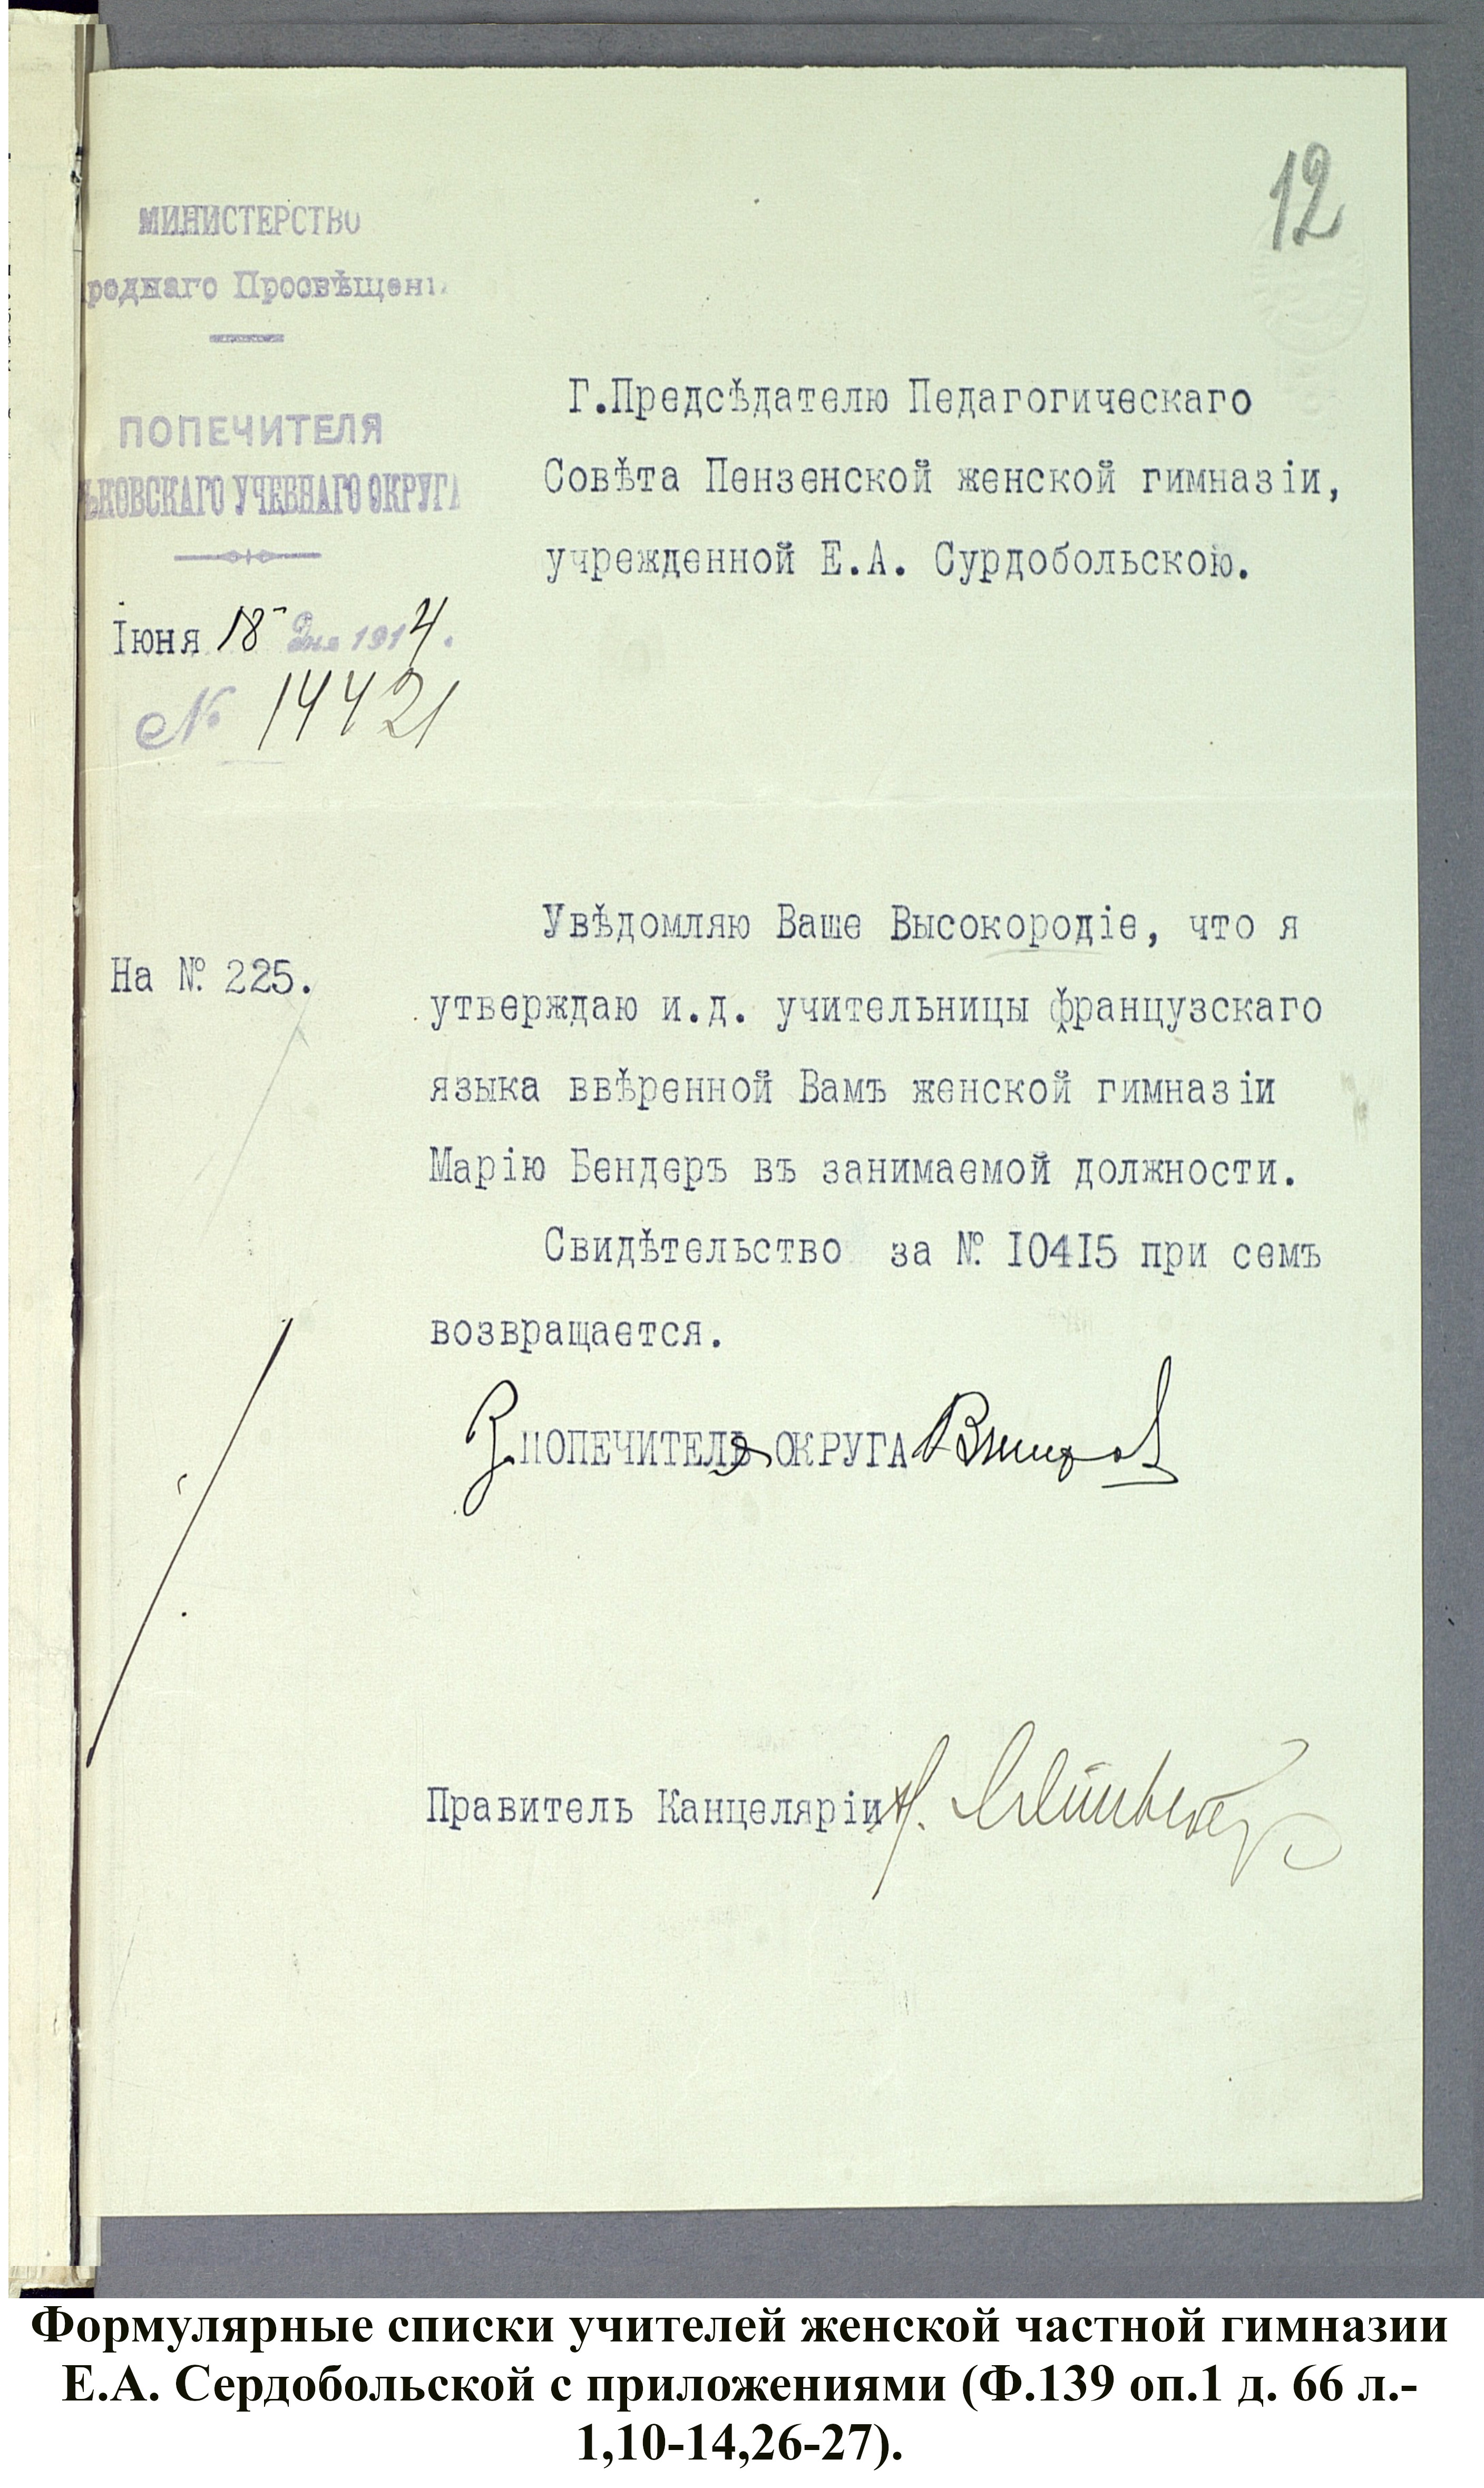 12
МИНИСТЕРСТВО
роднаго Просвѣщені
ПОПЕЧИТЕЛЯ
ЬКОВСКАГО УЧЕБНАГО ОКРУГА
Іюня 18 дня 1914.
№ 14421
Г.Предсѣдателю Педагогическаго
Совѣта Пензенской женской гимназіи,
учрежденной Е.А. Сурдобольскою.
На №. 225.
Увѣдомляю Ваше Высокородіе, что я
утверждаю и.д. учительницы французскаго
языка ввѣренной Вамъ женской гимназіи
Марію Бендеръ въ занимаемой должности.
Свидѣтельство за №. 10415 при семъ
возвращается.
З. ПОПЕЧИТЕЛЯ ОКРУГА
Правитель Канцеляріи
Формулярные списки учителей женской частной гимназии
Е.А. Сердобольской с приложениями (Ф.139 оп.1 д. 66 л.-
1,10-14,26-27).